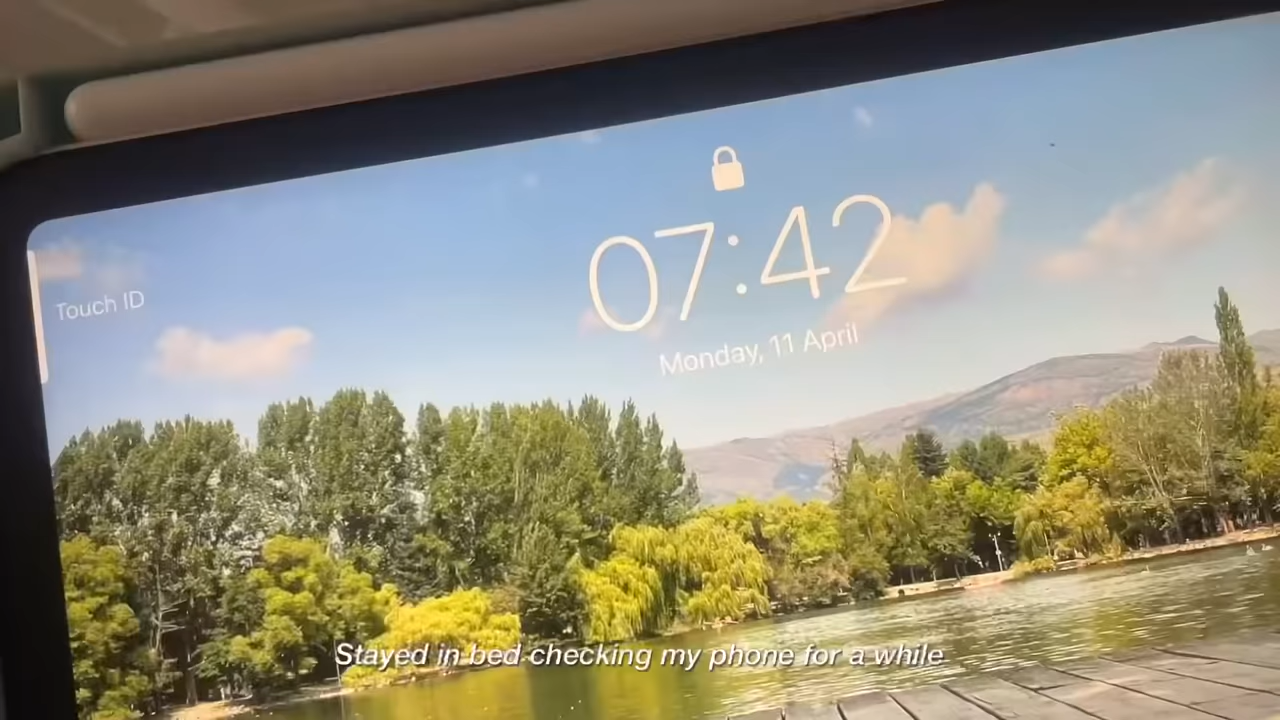 07:42
Touch ID
Monday, 11 April
Stayed in bed checking my phone for a while